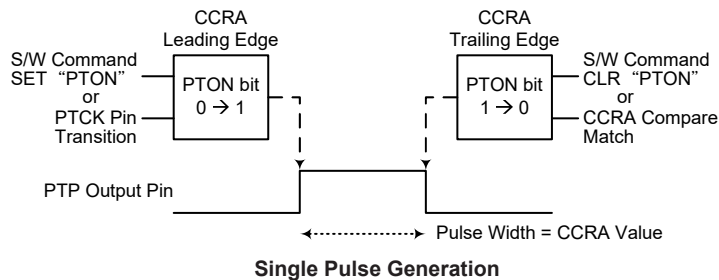 CCRA
Leading Edge
S/W Command
SET “PTON”
or
PTCK Pin
Transition
PTON bit
0 → 1
CCRA
Trailing Edge
PTON bit
1 → 0
S/W Command
CLR “PTON”
or
CCRA Compare
Match
PTP Output Pin
Pulse Width = CCRA Value
Single Pulse Generation